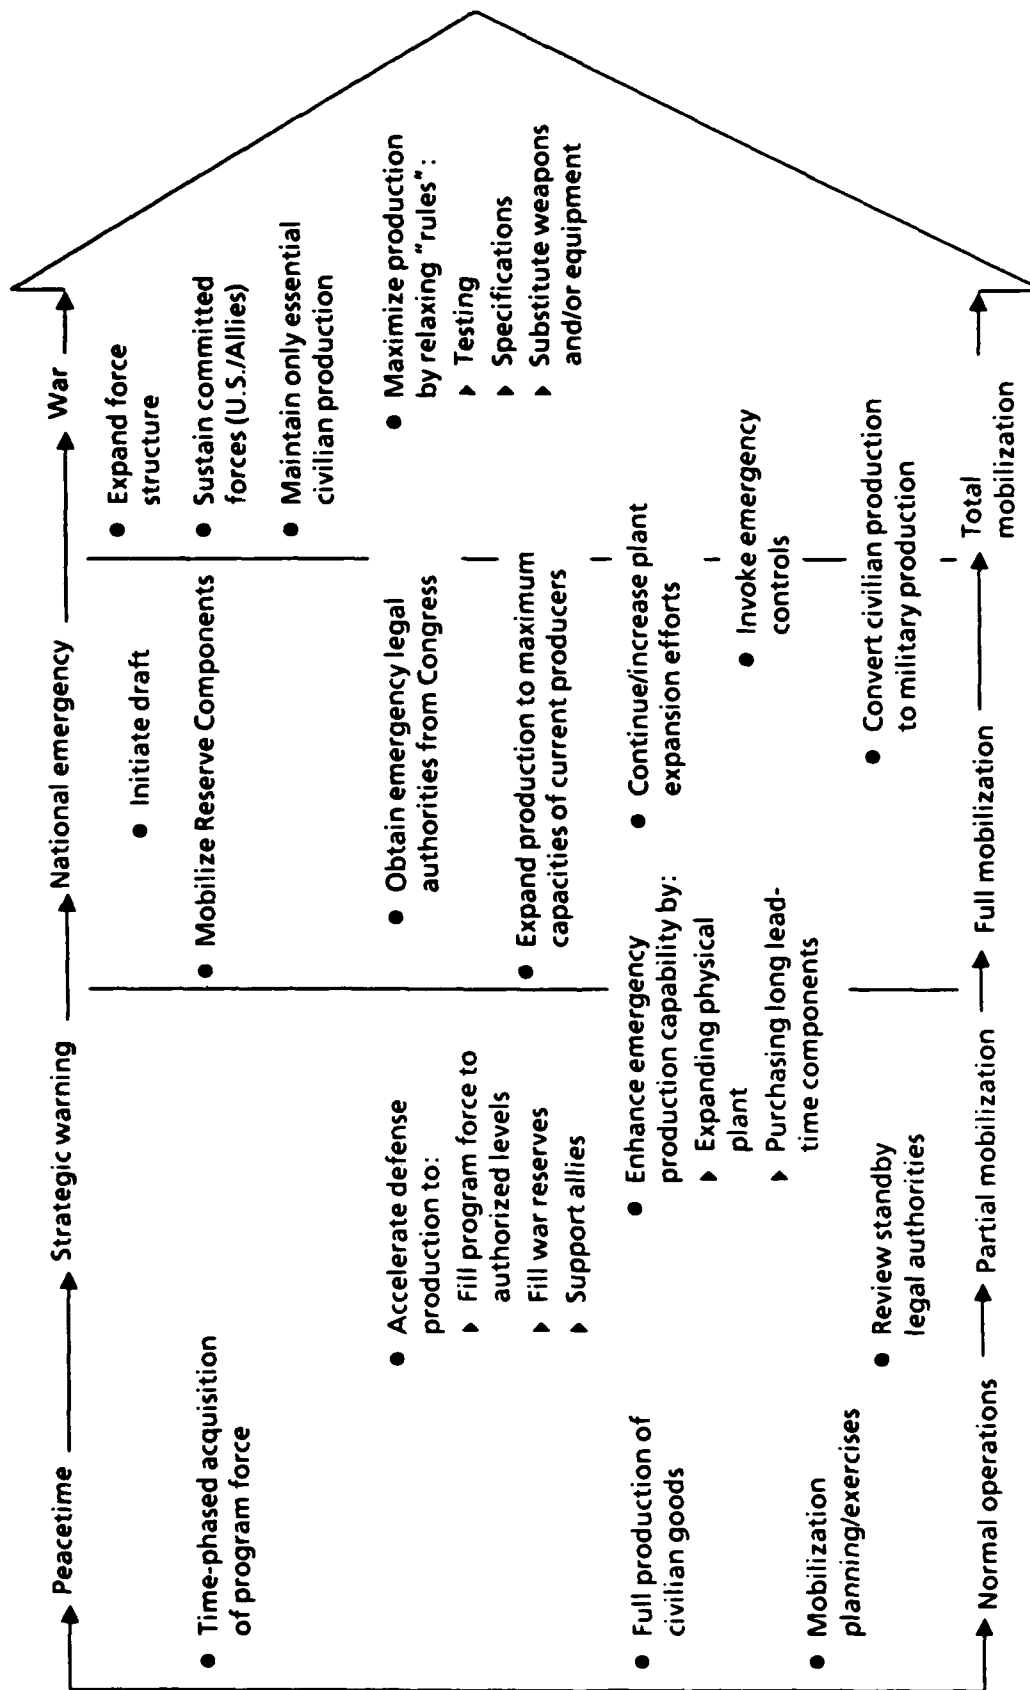 Peacetime
Strategic warning
National emergency
War
● Time-phased acquisition
of program force
● Full production of
civilian goods
● Mobilization
planning/exercises
● Accelerate defense
production to:
▸ Fill program force to
authorized levels
▸ Fill war reserves
▸ Support allies
● Enhance emergency
production capability by:
▸ Expanding physical
plant
▸ Purchasing long lead-
time components
● Review standby
legal authorities
● Initiate draft
● Mobilize Reserve Components
● Obtain emergency legal
authorities from Congress
● Expand production to maximum
capacities of current producers
● Continue/increase plant
expansion efforts
● Invoke emergency
controls
● Convert civilian production
to military production
● Expand force
structure
● Sustain committed
forces (U.S./Allies)
● Maintain only essential
civilian production
● Maximize production
by relaxing "rules":
▸ Testing
▸ Specifications
▸ Substitute weapons
and/or equipment
Normal operations
Partial mobilization
Full mobilization
Total
mobilization